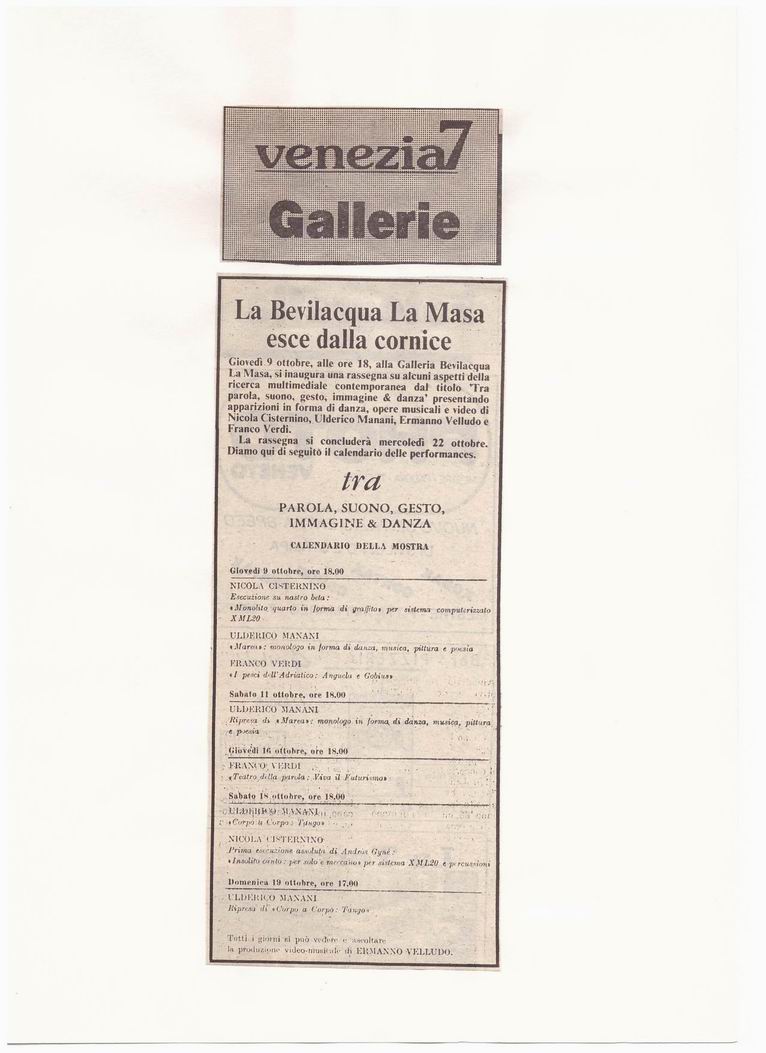 venezia7
Gallerie
La Bevilacqua La Masa
esce dalla cornice
Giovedì 9 ottobre, alle ore 18, alla Galleria Bevilacqua
La Masa, si inaugura una rassegna su alcuni aspetti della
ricerca multimediale contemporanea dal titolo 'Tra
parola, suono, gesto, immagine & danza' presentando
apparizioni in forma di danza, opere musicali e video di
Nicola Cisternino, Ulderico Manani, Ermanno Velludo e
Franco Verdi.
La rassegna si concluderà mercoledì 22 ottobre.
Diamo qui di seguito il calendario delle performances.
tra
PAROLA, SUONO, GESTO,
IMMAGINE & DANZA
CALENDARIO DELLA MOSTRA
Giovedì 9 ottobre, ore 18.00
NICOLA CISTERNINO
Esecuzione su nastro beta:
«Monolito quarto in forma di graffito» per sistema computerizzato
XML20
ULDERICO MANANI
«Marea»: monologo in forma di danza, musica, pittura e poesia
FRANCO VERDI
«I pesci dell'Adriatico: Anguela e Gobius»
Sabato 11 ottobre, ore 18.00
ULDERICO MANANI
Ripresa di «Marea»: monologo in forma di danza, musica, pittura
e poesia
Giovedì 16 ottobre, ore 18.00
FRANCO VERDI
«Teatro della parola: Viva il Futurismo»
Sabato 18 ottobre, ore 18.00
ULDERICO MANANI
«Corpo a Corpo: Tango»
NICOLA CISTERNINO
Prima esecuzione assoluta di Andròs Gyné:
«Insolito canto: per solo e meccano» per sistema XML20 e percussioni
Domenica 19 ottobre, ore 17.00
ULDERICO MANANI
Ripresa di «Corpo a Corpo: Tango»
Tutti i giorni si può vedere e ascoltare
la produzione video-musicale di ERMANNO VELLUDO.